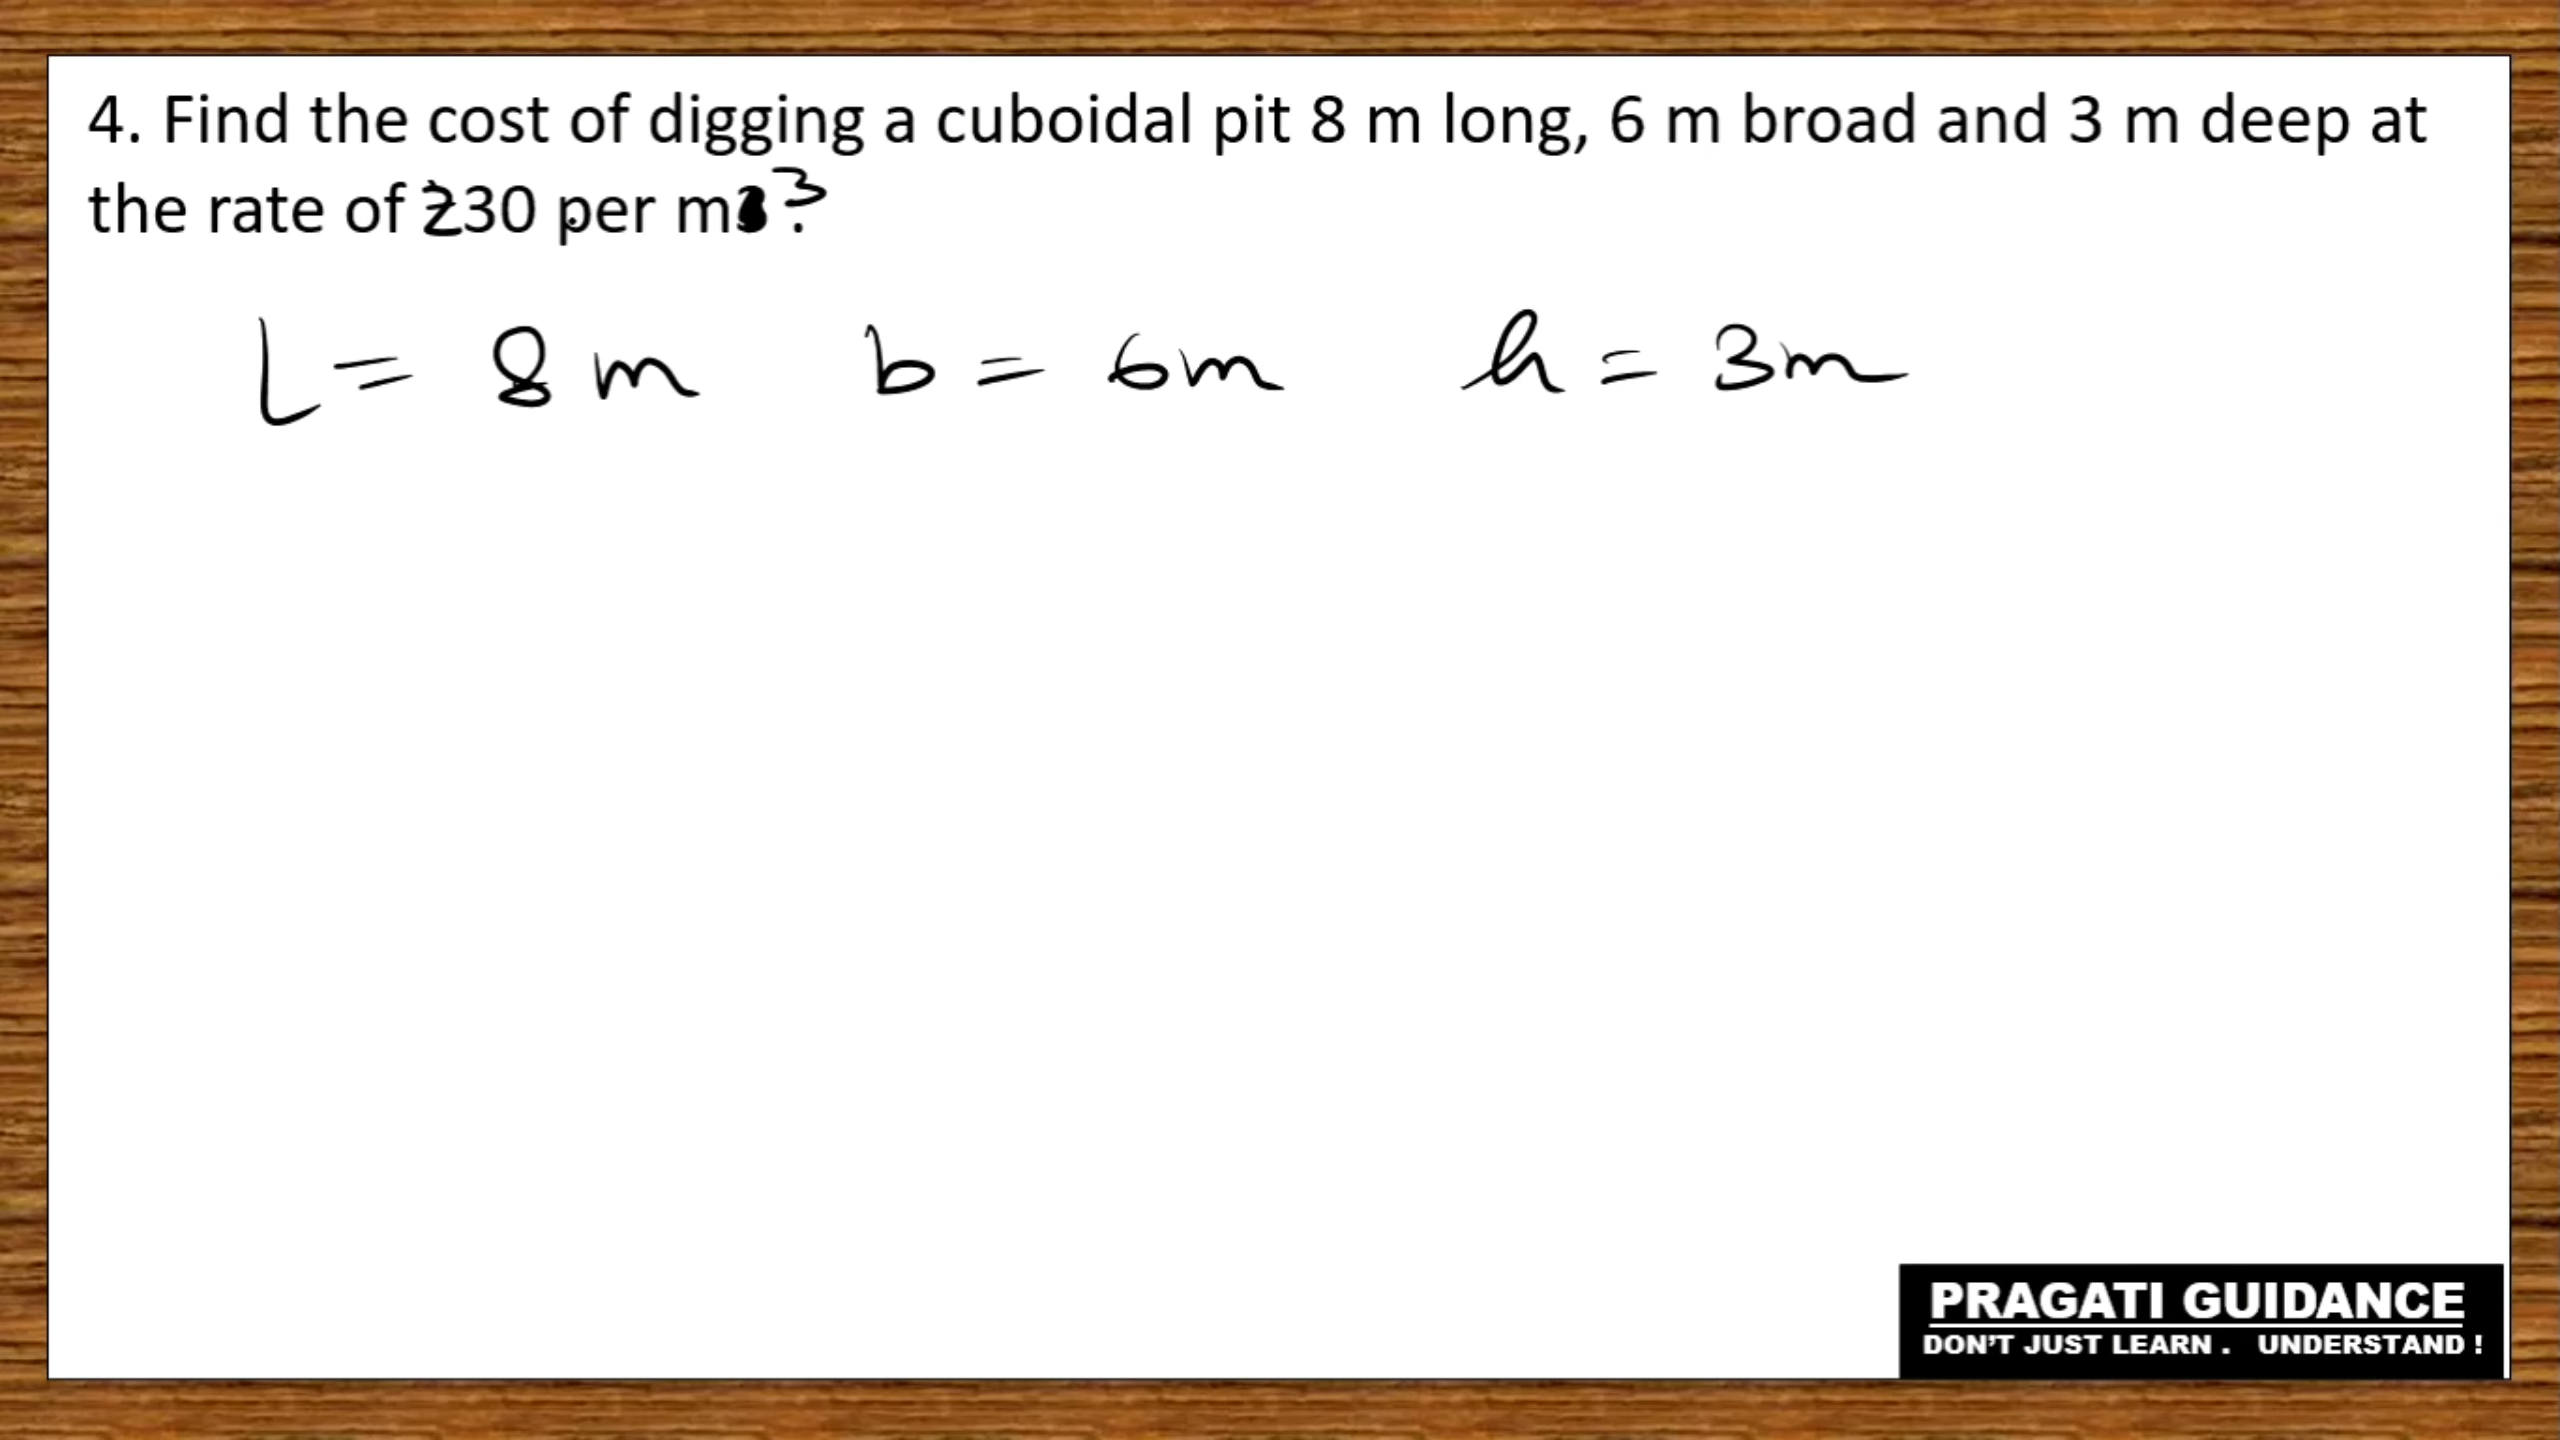 4. Find the cost of digging a cuboidal pit 8 m long, 6 m broad and 3 m deep at
the rate of 230 per m³?
L = 8 m b = 6m h = 3m
PRAGATI GUIDANCE
DON'T JUST LEARN . UNDERSTAND !